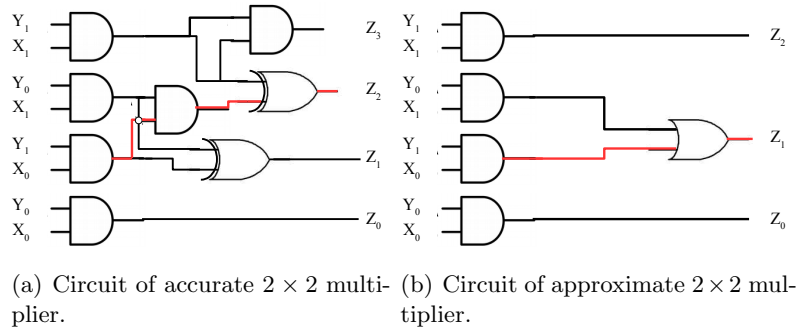 Y₁
X₁
Z₃
Y₀
X₁
Z₂
Y₁
X₀
Z₁
Y₀
X₀
Z₀
(a) Circuit of accurate 2 × 2 multi-
plier.
Y₁
X₁
Z₂
Y₀
X₁
Y₁
X₀
Z₁
Y₀
X₀
Z₀
(b) Circuit of approximate 2×2 mul-
tiplier.